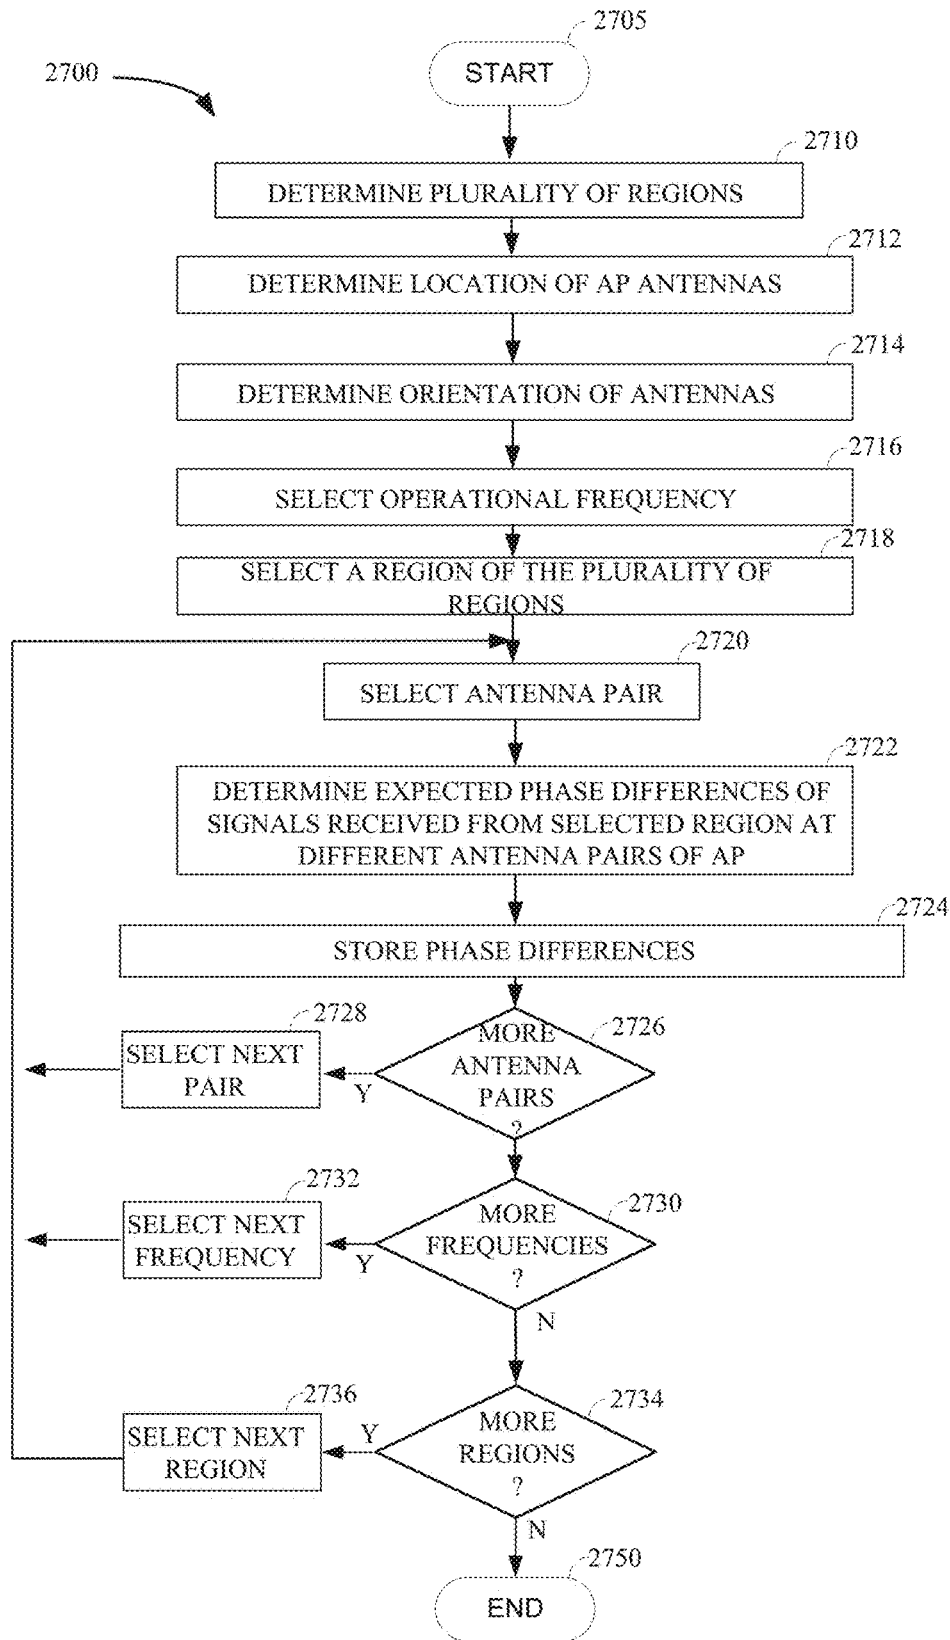 2705
START
2700
2710
DETERMINE PLURALITY OF REGIONS
2712
DETERMINE LOCATION OF AP ANTENNAS
2714
DETERMINE ORIENTATION OF ANTENNAS
2716
SELECT OPERATIONAL FREQUENCY
2718
SELECT A REGION OF THE PLURALITY OF
REGIONS
2720
SELECT ANTENNA PAIR
2722
DETERMINE EXPECTED PHASE DIFFERENCES OF
SIGNALS RECEIVED FROM SELECTED REGION AT
DIFFERENT ANTENNA PAIRS OF AP
2724
STORE PHASE DIFFERENCES
2728
SELECT NEXT
PAIR
Y
2726
MORE
ANTENNA
PAIRS
?
2732
SELECT NEXT
FREQUENCY
Y
2730
MORE
FREQUENCIES
?
N
2736
SELECT NEXT
REGION
Y
2734
MORE
REGIONS
?
N
2750
END